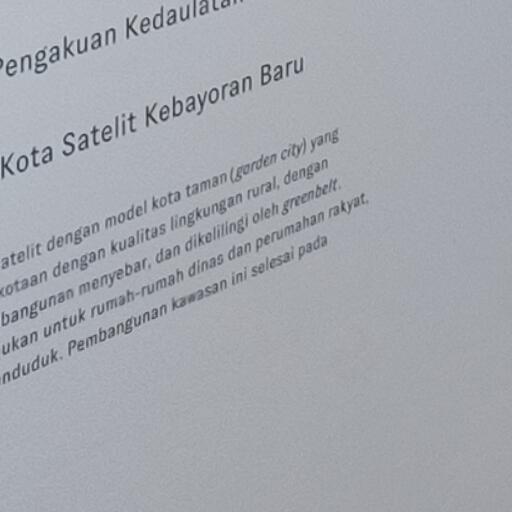 Pengakuan Kedaulatan
Kota Satelit Kebayoran Baru
atelit dengan model kota taman (garden city) yang
kotaan dengan kualitas lingkungan rural, dengan
bangunan menyebar, dan dikelilingi oleh greenbelt.
ukan untuk rumah-rumah dinas dan perumahan rakyat.
nduduk. Pembangunan kawasan ini selesai pada